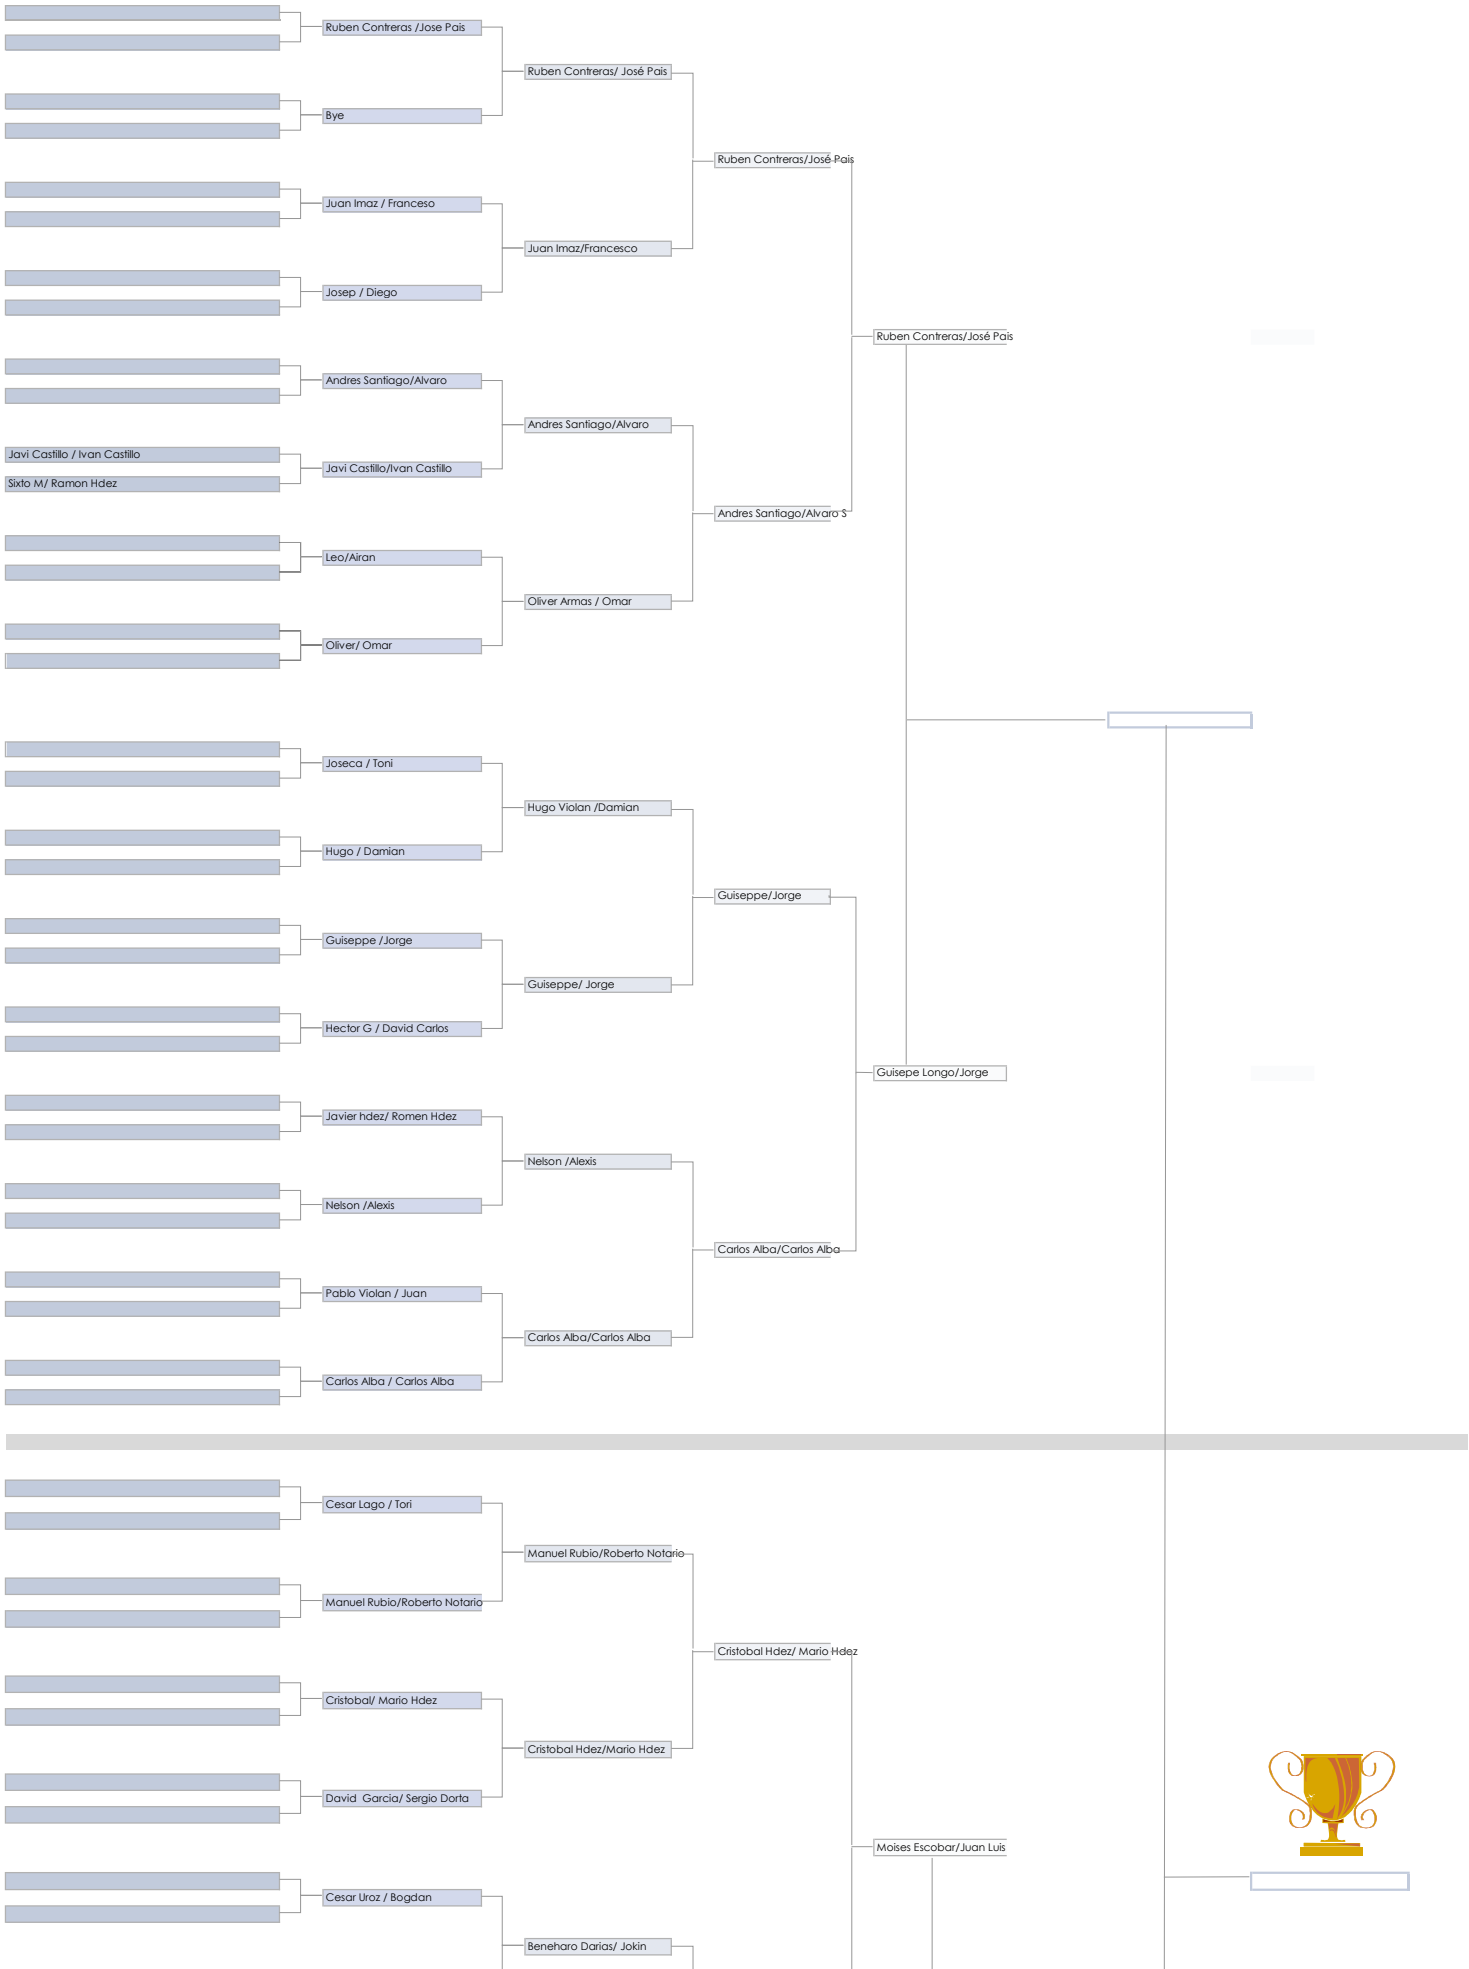 Ruben Contreras /Jose Pais
Ruben Contreras/ José Pais
Bye
Ruben Contreras/José Pais
Juan Imaz / Franceso
Juan Imaz/Francesco
Josep / Diego
Ruben Contreras/José Pais
Andres Santiago/Alvaro
Andres Santiago/Alvaro
Javi Castillo / Ivan Castillo
Javi Castillo/Ivan Castillo
Sixto M/ Ramon Hdez
Andres Santiago/Alvaro S
Leo/Airan
Oliver Armas / Omar
Oliver/ Omar
Joseca / Toni
Hugo Violan /Damian
Hugo / Damian
Guiseppe/Jorge
Guiseppe /Jorge
Guiseppe/ Jorge
Hector G / David Carlos
Guisepe Longo/Jorge
Javier hdez/ Romen Hdez
Nelson /Alexis
Nelson /Alexis
Carlos Alba/Carlos Alba
Pablo Violan / Juan
Carlos Alba/Carlos Alba
Carlos Alba / Carlos Alba
Cesar Lago / Tori
Manuel Rubio/Roberto Notario
Manuel Rubio/Roberto Notario
Cristobal Hdez/ Mario Hdez
Cristobal/ Mario Hdez
Cristobal Hdez/Mario Hdez
David  Garcia/ Sergio Dorta
Moises Escobar/Juan Luis
Cesar Uroz / Bogdan
Beneharo Darias/ Jokin